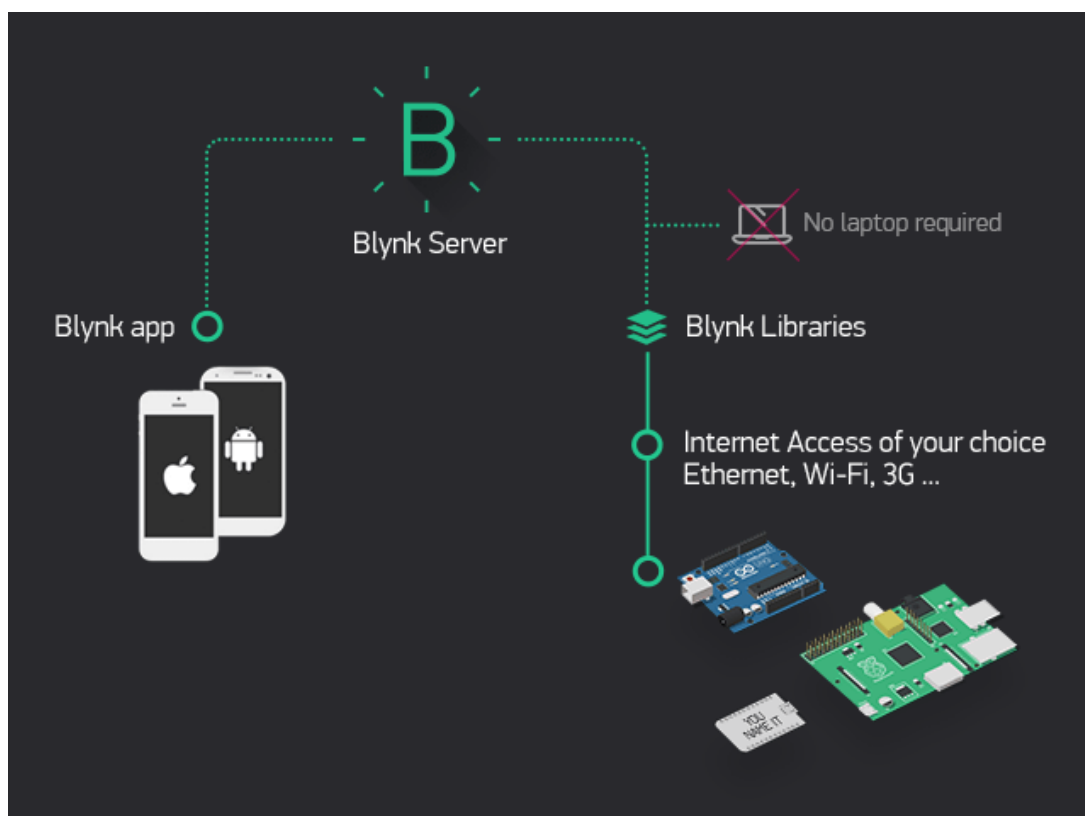 B
Blynk Server
No laptop required
Blynk app
Blynk Libraries
Internet Access of your choice
Ethernet, Wi-Fi, 3G ...
YOU
NAME IT